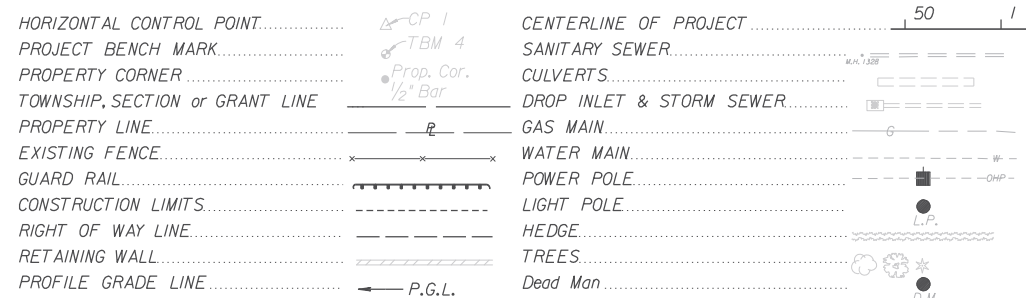 HORIZONTAL CONTROL POINT
CP 1
PROJECT BENCH MARK
TBM 4
PROPERTY CORNER
Prop. Cor.
1/2" Bar
TOWNSHIP, SECTION or GRANT LINE
PROPERTY LINE
PL
EXISTING FENCE
GUARD RAIL
CONSTRUCTION LIMITS
RIGHT OF WAY LINE
RETAINING WALL
PROFILE GRADE LINE
P.G.L.
CENTERLINE OF PROJECT
50
1
SANITARY SEWER
M.H. 1328
CULVERTS
DROP INLET & STORM SEWER
GAS MAIN
G
WATER MAIN
W
POWER POLE
OHP
LIGHT POLE
L.P.
HEDGE
TREES
Dead Man
D.M.